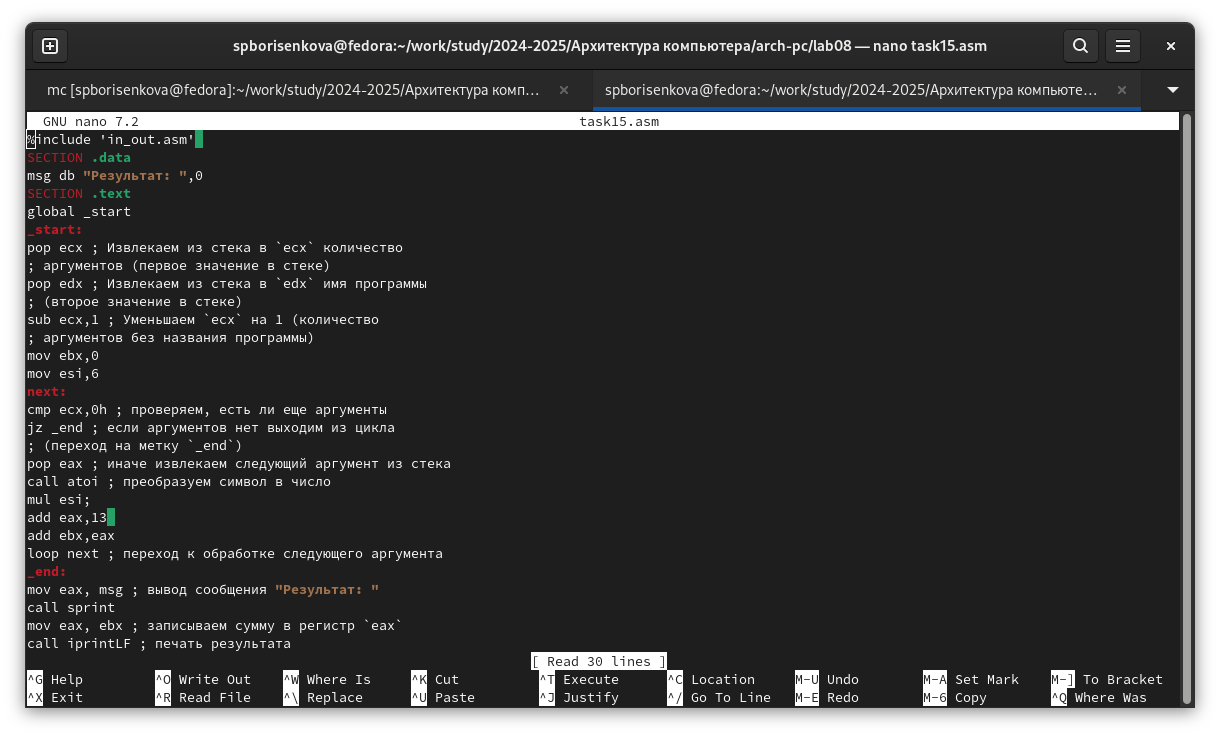 spborisenkova@fedora:~/work/study/2024-2025/Архитектура компьютера/arch-pc/lab08 — nano task15.asm
mc [spborisenkova@fedora]:~/work/study/2024-2025/Архитектура комп…
spborisenkova@fedora:~/work/study/2024-2025/Архитектура компьюте…
GNU nano 7.2 task15.asm
%include 'in_out.asm'
SECTION .data
msg db "Результат: ",0
SECTION .text
global _start
_start:
pop ecx ; Извлекаем из стека в `ecx` количество
; аргументов (первое значение в стеке)
pop edx ; Извлекаем из стека в `edx` имя программы
; (второе значение в стеке)
sub ecx,1 ; Уменьшаем `ecx` на 1 (количество
; аргументов без названия программы)
mov ebx,0
mov esi,6
next:
cmp ecx,0h ; проверяем, есть ли еще аргументы
jz _end ; если аргументов нет выходим из цикла
; (переход на метку `_end`)
pop eax ; иначе извлекаем следующий аргумент из стека
call atoi ; преобразуем символ в число
mul esi;
add eax,13
add ebx,eax
loop next ; переход к обработке следующего аргумента
_end:
mov eax, msg ; вывод сообщения "Результат: "
call sprint
mov eax, ebx ; записываем сумму в регистр `eax`
call iprintLF ; печать результата
[ Read 30 lines ]
^G Help ^O Write Out ^W Where Is ^K Cut ^T Execute ^C Location M-U Undo M-A Set Mark M-] To Bracket
^X Exit ^R Read File ^\ Replace ^U Paste ^J Justify ^/ Go To Line M-E Redo M-6 Copy ^Q Where Was